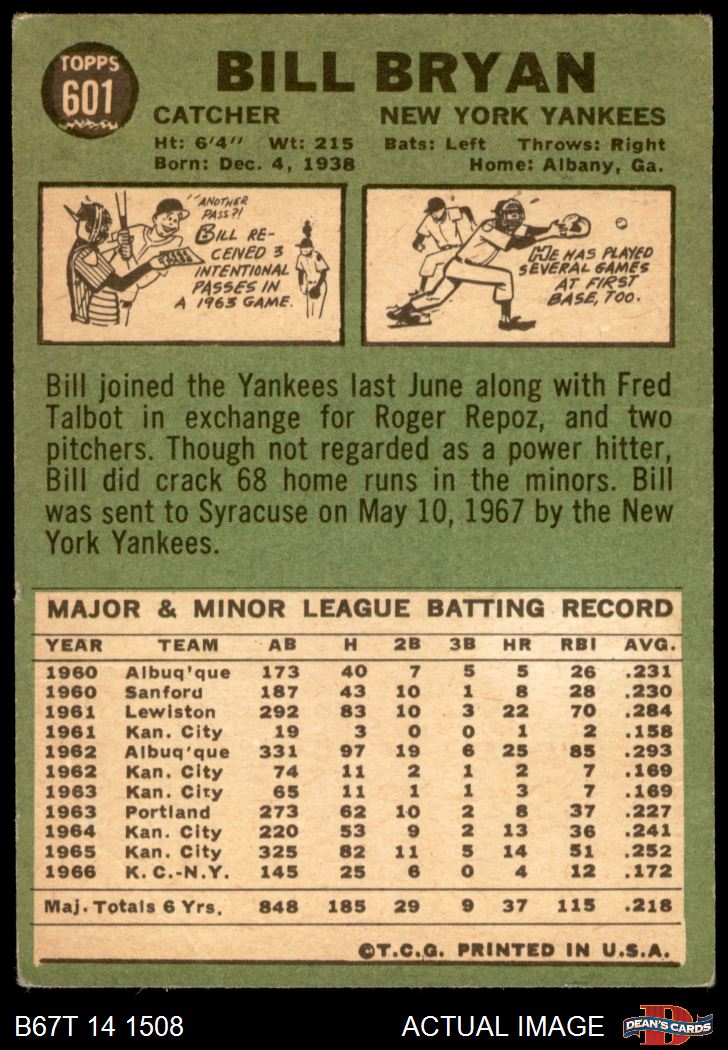 TOPPS
601
BILL BRYAN
CATCHER NEW YORK YANKEES
Ht: 6'4" Wt: 215 Bats: Left Throws: Right
Born: Dec. 4, 1938 Home: Albany, Ga.
"ANOTHER
PASS?!
BILL RE-
CEIVED 3
INTENTIONAL
PASSES IN
A 1963 GAME.
HE HAS PLAYED
SEVERAL GAMES
AT FIRST
BASE, TOO.
Bill joined the Yankees last June along with Fred
Talbot in exchange for Roger Repoz, and two
pitchers. Though not regarded as a power hitter,
Bill did crack 68 home runs in the minors. Bill
was sent to Syracuse on May 10, 1967 by the New
York Yankees.
MAJOR & MINOR LEAGUE BATTING RECORD
YEAR TEAM AB H 2B 3B HR RBI AVG.
1960 Albuq'que 173 40 7 5 5 26 .231
1960 Sanford 187 43 10 1 8 28 .230
1961 Lewiston 292 83 10 3 22 70 .284
1961 Kan. City 19 3 0 0 1 2 .158
1962 Albuq'que 331 97 19 6 25 85 .293
1962 Kan. City 74 11 2 1 2 7 .169
1963 Kan. City 65 11 1 1 3 7 .169
1963 Portland 273 62 10 2 8 37 .227
1964 Kan. City 220 53 9 2 13 36 .241
1965 Kan. City 325 82 11 5 14 51 .252
1966 K. C.-N.Y. 145 25 6 0 4 12 .172
Maj. Totals 6 Yrs. 848 185 29 9 37 115 .218
©T.C.G. PRINTED IN U.S.A.
B67T 14 1508 ACTUAL IMAGE
D
DEAN'S CARDS